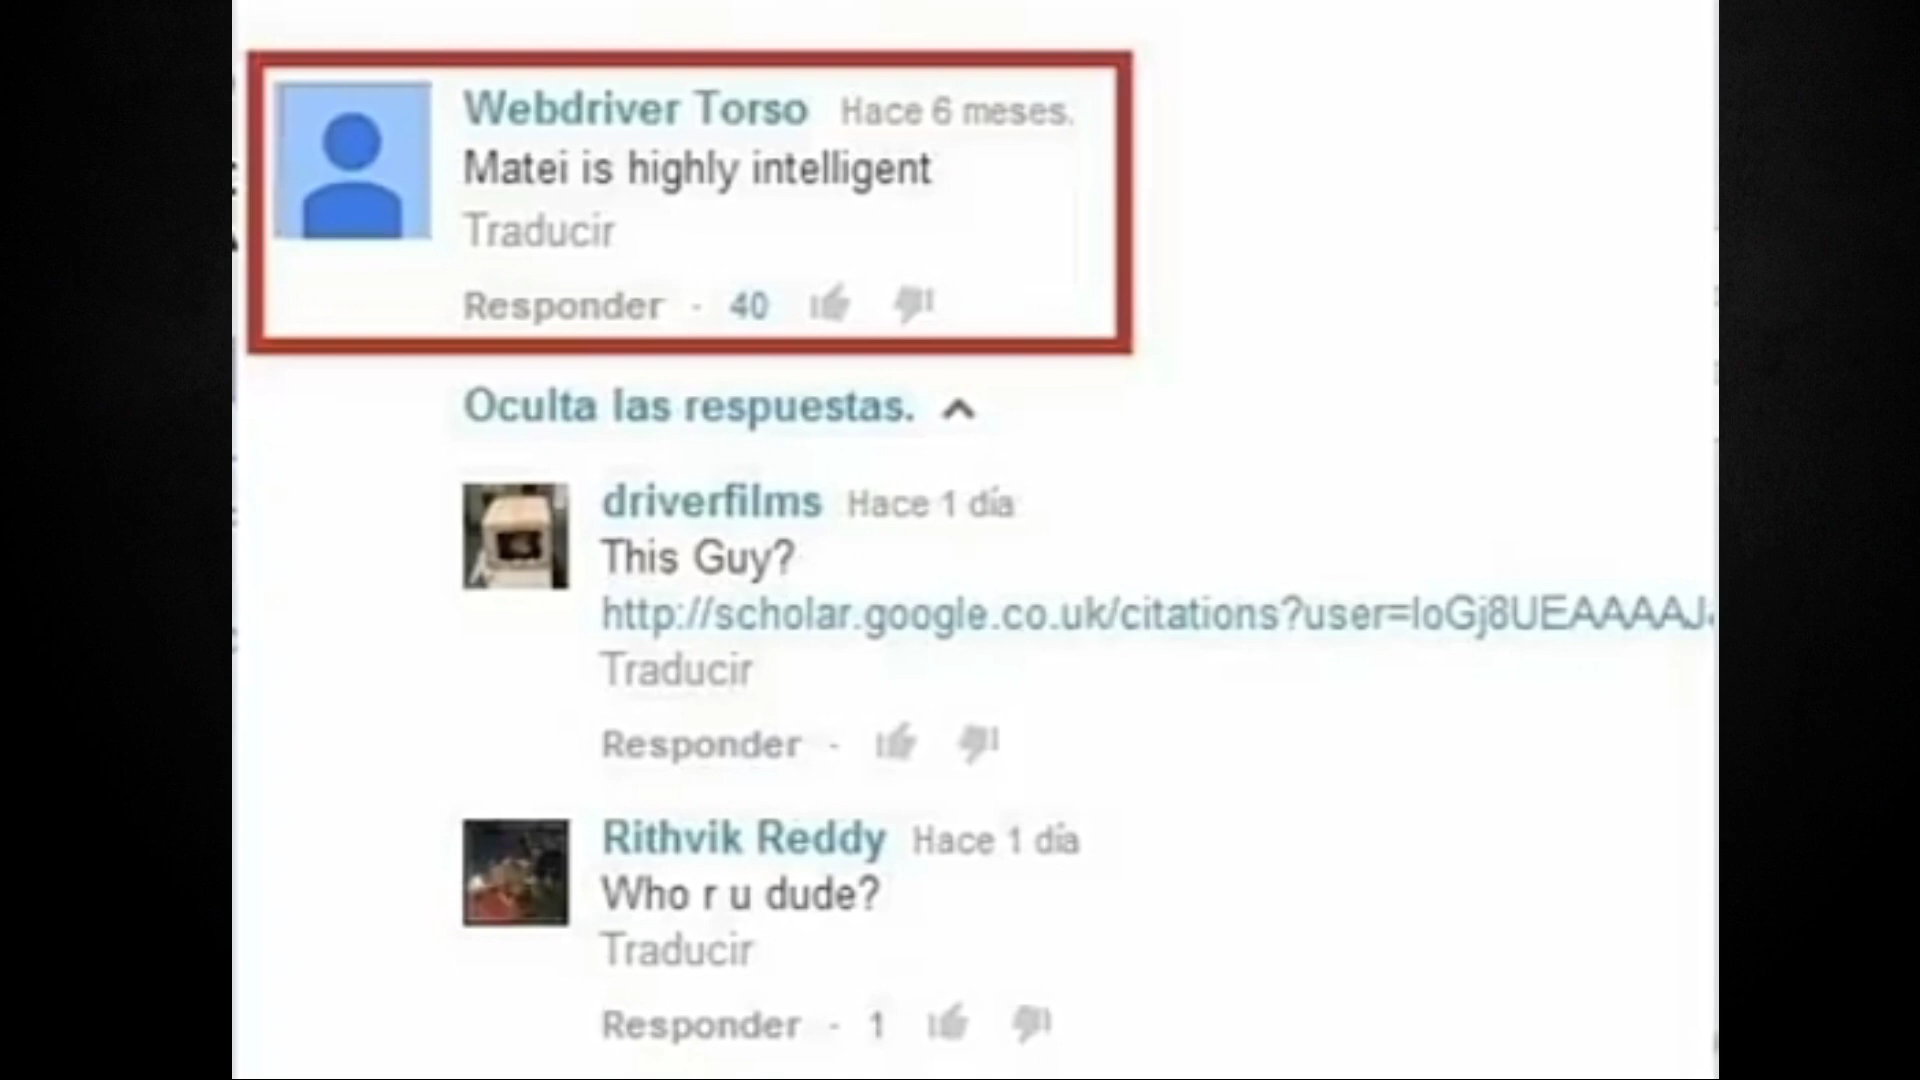 Webdriver Torso Hace 6 meses.
Matei is highly intelligent
Traducir
Responder · 40
Oculta las respuestas.
driverfilms Hace 1 día
This Guy?
http://scholar.google.co.uk/citations?user=IoGj8UEAAAAJ
Traducir
Responder ·
Rithvik Reddy Hace 1 día
Who r u dude?
Traducir
Responder · 1